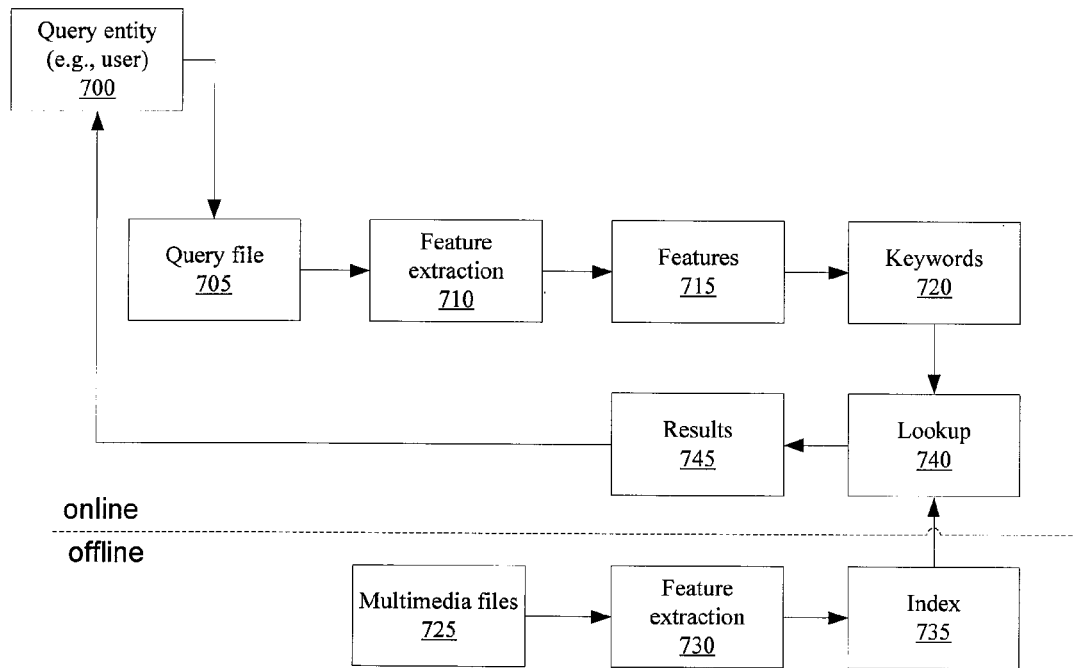 Query entity
(e.g., user)
700
Query file
705
Feature
extraction
710
Features
715
Keywords
720
Results
745
Lookup
740
online
offline
Multimedia files
725
Feature
extraction
730
Index
735